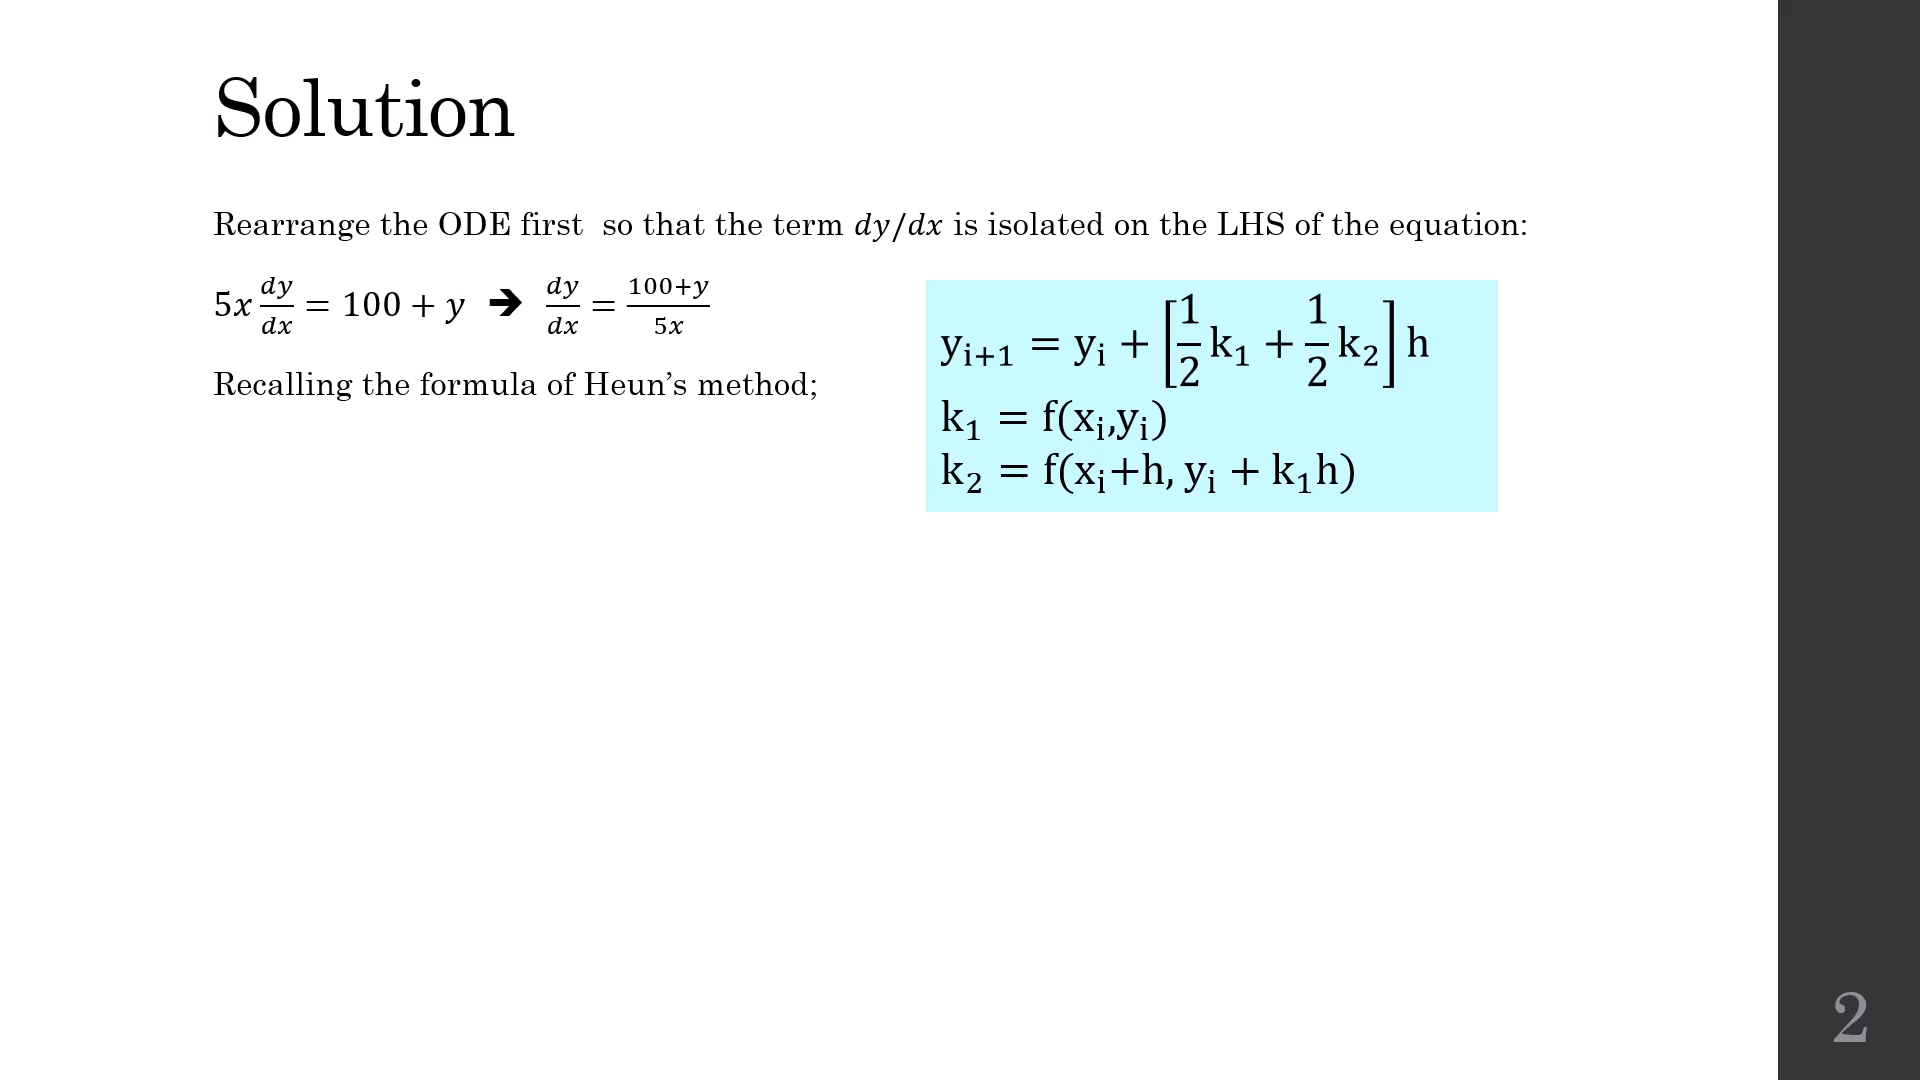 Solution
Rearrange the ODE first  so that the term dy/dx is isolated on the LHS of the equation:
5x dy/dx = 100 + y ➔ dy/dx = 100+y/5x
Recalling the formula of Heun’s method;
yᵢ₊₁ = yᵢ + [1/2 k₁ + 1/2 k₂] h
k₁ = f(xᵢ,yᵢ)
k₂ = f(xᵢ+h, yᵢ + k₁h)
2